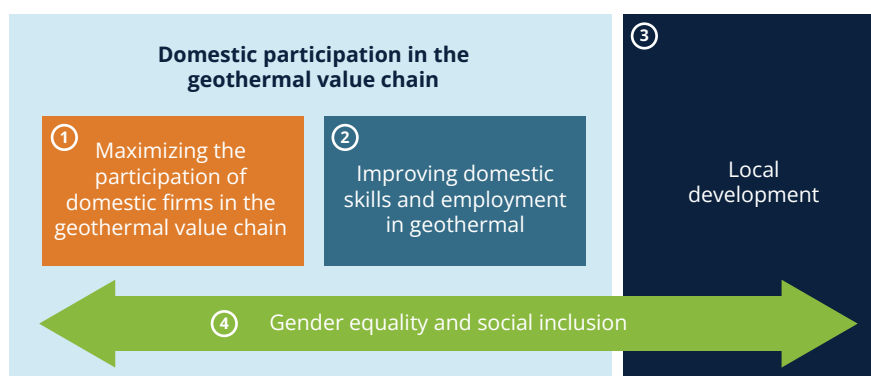 Domestic participation in the
geothermal value chain
1
Maximizing the
participation of
domestic firms in the
geothermal value chain
2
Improving domestic
skills and employment
in geothermal
3
Local
development
4 Gender equality and social inclusion